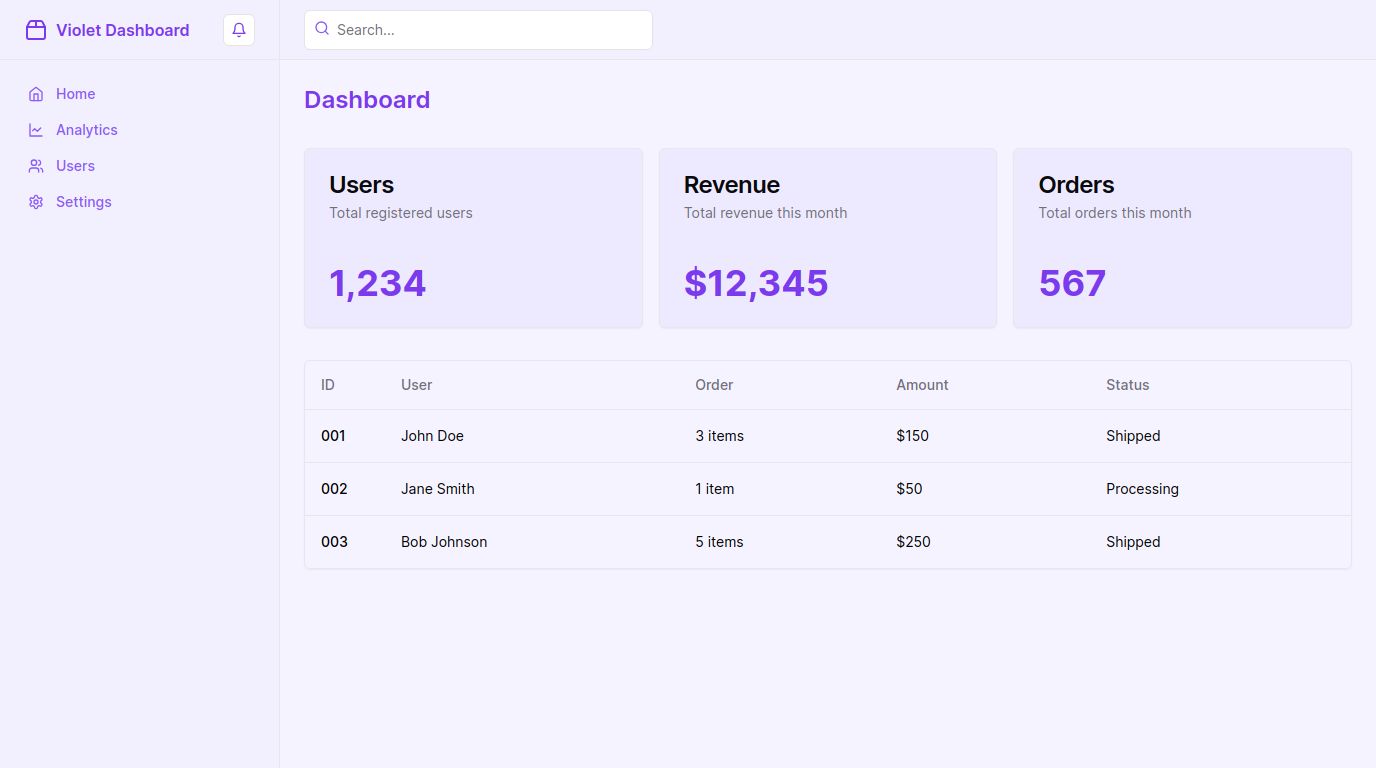 Violet Dashboard
Search...
Home
Analytics
Users
Settings
Dashboard
Users
Total registered users
1,234
Revenue
Total revenue this month
$12,345
Orders
Total orders this month
567
ID User Order Amount Status
001 John Doe 3 items $150 Shipped
002 Jane Smith 1 item $50 Processing
003 Bob Johnson 5 items $250 Shipped